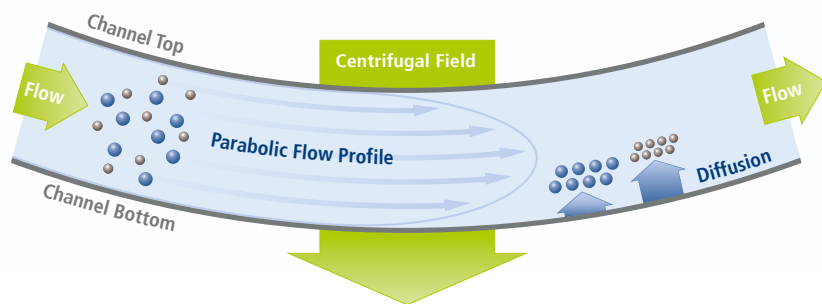 Channel Top
Centrifugal Field
Flow
Flow
Parabolic Flow Profile
Diffusion
Channel Bottom